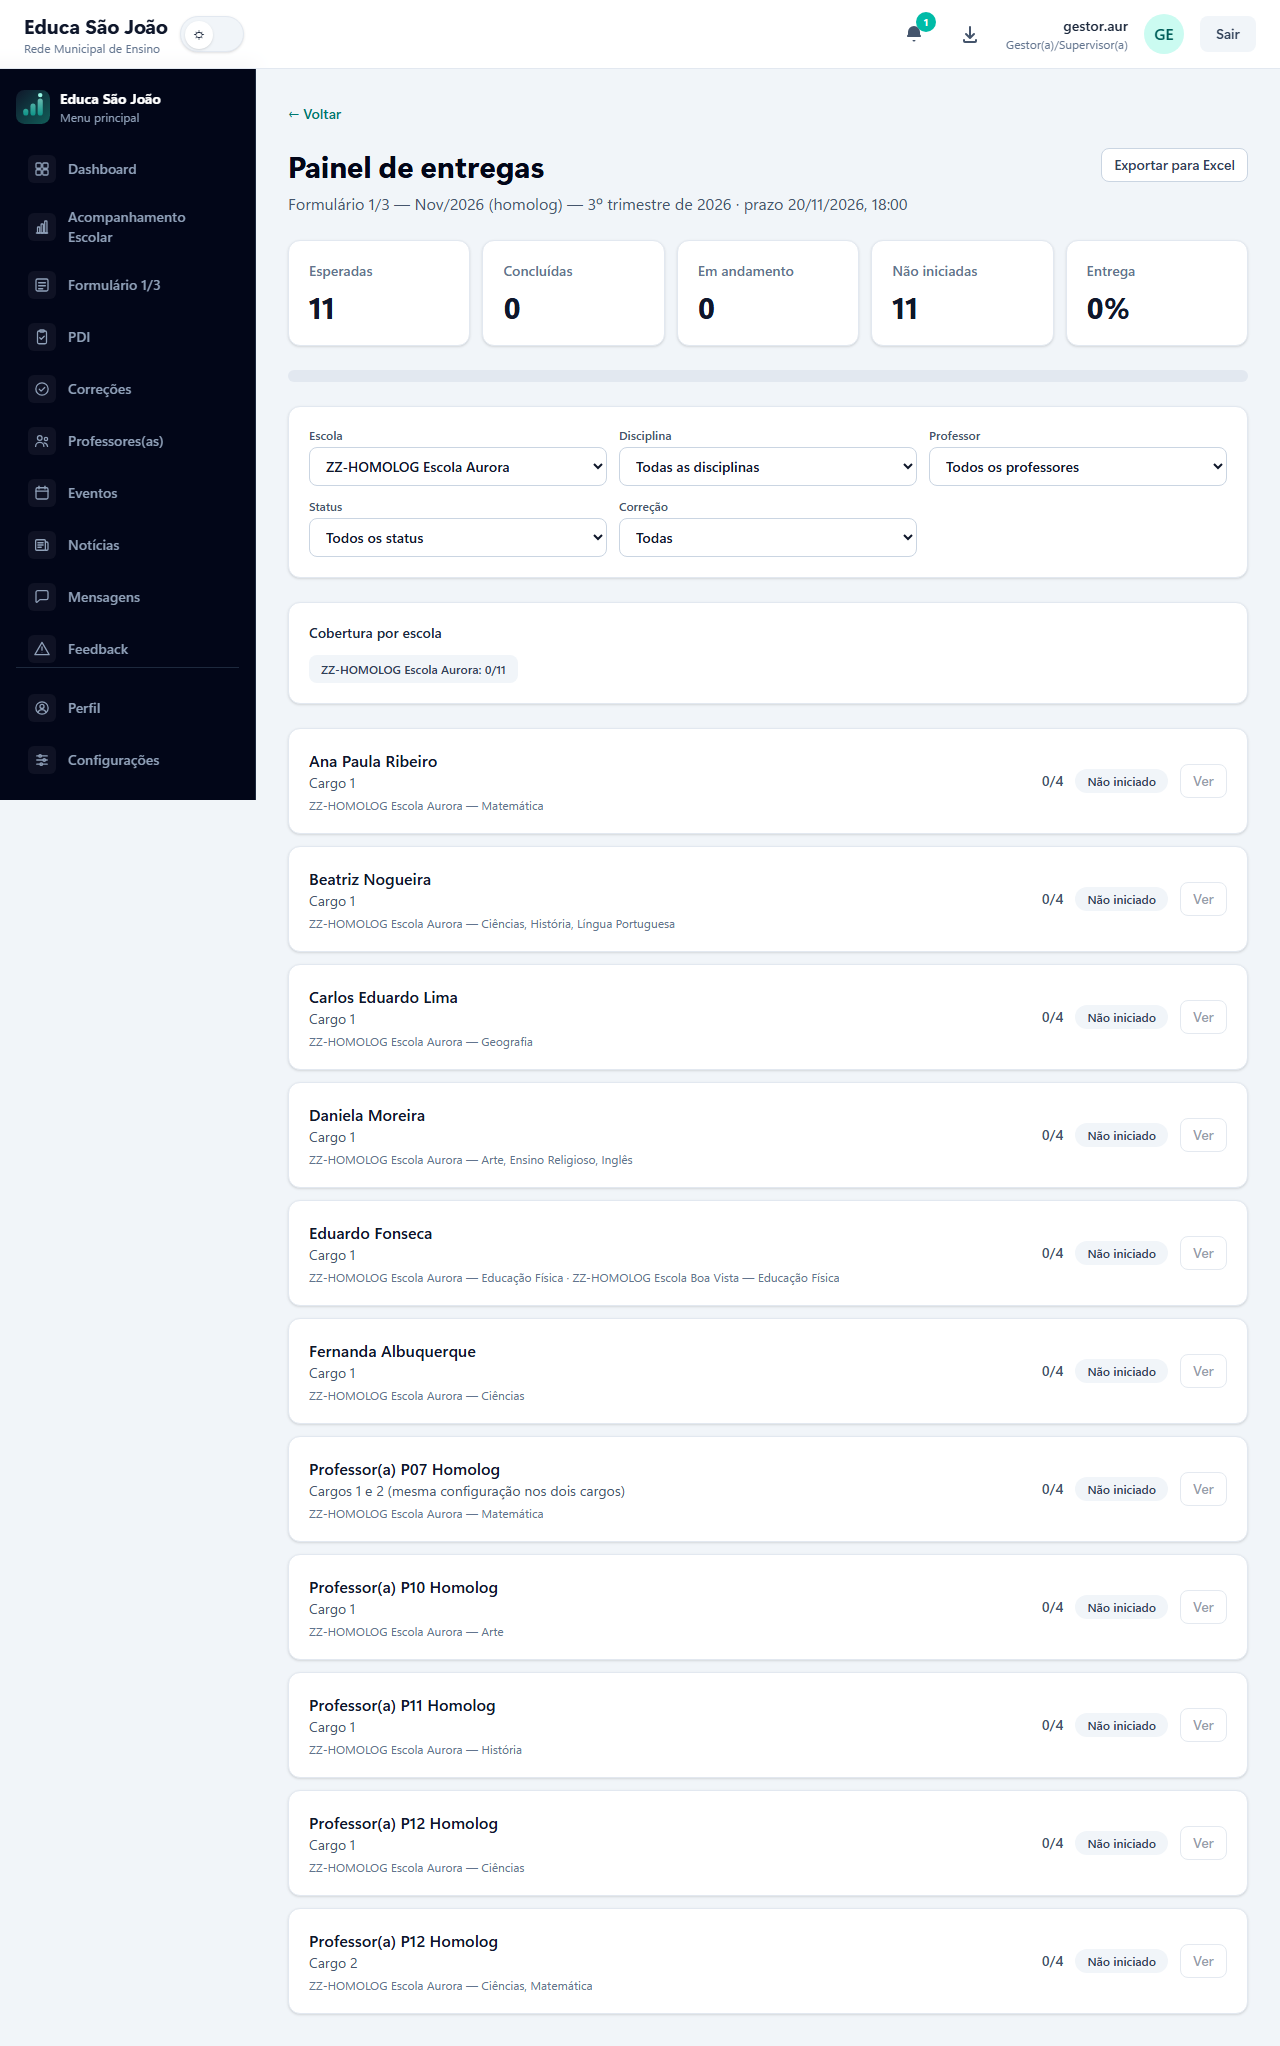 Educa São João
Rede Municipal de Ensino
1
gestor.aur
Gestor(a)/Supervisor(a)
GE
Sair
Educa São João
Menu principal
Dashboard
Acompanhamento
Escolar
Formulário 1/3
PDI
Correções
Professores(as)
Eventos
Notícias
Mensagens
Feedback
Perfil
Configurações
← Voltar
Painel de entregas
Exportar para Excel
Formulário 1/3 — Nov/2026 (homolog) — 3º trimestre de 2026 · prazo 20/11/2026, 18:00
Esperadas
11
Concluídas
0
Em andamento
0
Não iniciadas
11
Entrega
0%
Escola
ZZ-HOMOLOG Escola Aurora
Disciplina
Todas as disciplinas
Professor
Todos os professores
Status
Todos os status
Correção
Todas
Cobertura por escola
ZZ-HOMOLOG Escola Aurora: 0/11
Ana Paula Ribeiro
Cargo 1
ZZ-HOMOLOG Escola Aurora — Matemática
0/4 Não iniciado Ver
Beatriz Nogueira
Cargo 1
ZZ-HOMOLOG Escola Aurora — Ciências, História, Língua Portuguesa
0/4 Não iniciado Ver
Carlos Eduardo Lima
Cargo 1
ZZ-HOMOLOG Escola Aurora — Geografia
0/4 Não iniciado Ver
Daniela Moreira
Cargo 1
ZZ-HOMOLOG Escola Aurora — Arte, Ensino Religioso, Inglês
0/4 Não iniciado Ver
Eduardo Fonseca
Cargo 1
ZZ-HOMOLOG Escola Aurora — Educação Física · ZZ-HOMOLOG Escola Boa Vista — Educação Física
0/4 Não iniciado Ver
Fernanda Albuquerque
Cargo 1
ZZ-HOMOLOG Escola Aurora — Ciências
0/4 Não iniciado Ver
Professor(a) P07 Homolog
Cargos 1 e 2 (mesma configuração nos dois cargos)
ZZ-HOMOLOG Escola Aurora — Matemática
0/4 Não iniciado Ver
Professor(a) P10 Homolog
Cargo 1
ZZ-HOMOLOG Escola Aurora — Arte
0/4 Não iniciado Ver
Professor(a) P11 Homolog
Cargo 1
ZZ-HOMOLOG Escola Aurora — História
0/4 Não iniciado Ver
Professor(a) P12 Homolog
Cargo 1
ZZ-HOMOLOG Escola Aurora — Ciências
0/4 Não iniciado Ver
Professor(a) P12 Homolog
Cargo 2
ZZ-HOMOLOG Escola Aurora — Ciências, Matemática
0/4 Não iniciado Ver